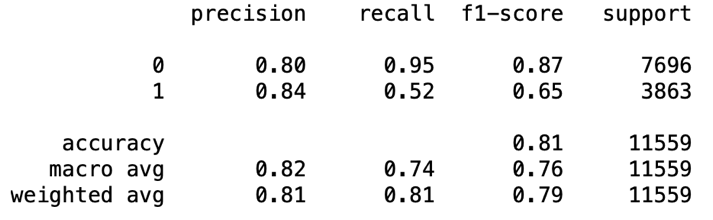 precision recall f1-score support
0 0.80 0.95 0.87 7696
1 0.84 0.52 0.65 3863
accuracy 0.81 11559
macro avg 0.82 0.74 0.76 11559
weighted avg 0.81 0.81 0.79 11559